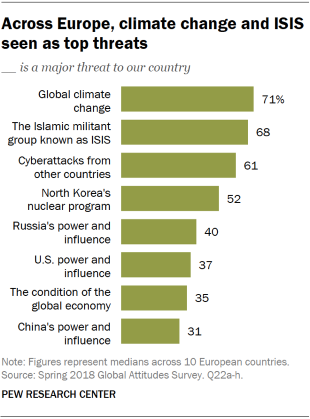 Across Europe, climate change and ISIS
seen as top threats
__ is a major threat to our country
Global climate
change
71%
The Islamic militant
group known as ISIS
68
Cyberattacks from
other countries
61
North Korea's
nuclear program
52
Russia's power and
influence
40
U.S. power and
influence
37
The condition of the
global economy
35
China's power and
influence
31
Note: Figures represent medians across 10 European countries.
Source: Spring 2018 Global Attitudes Survey. Q22a-h.
PEW RESEARCH CENTER